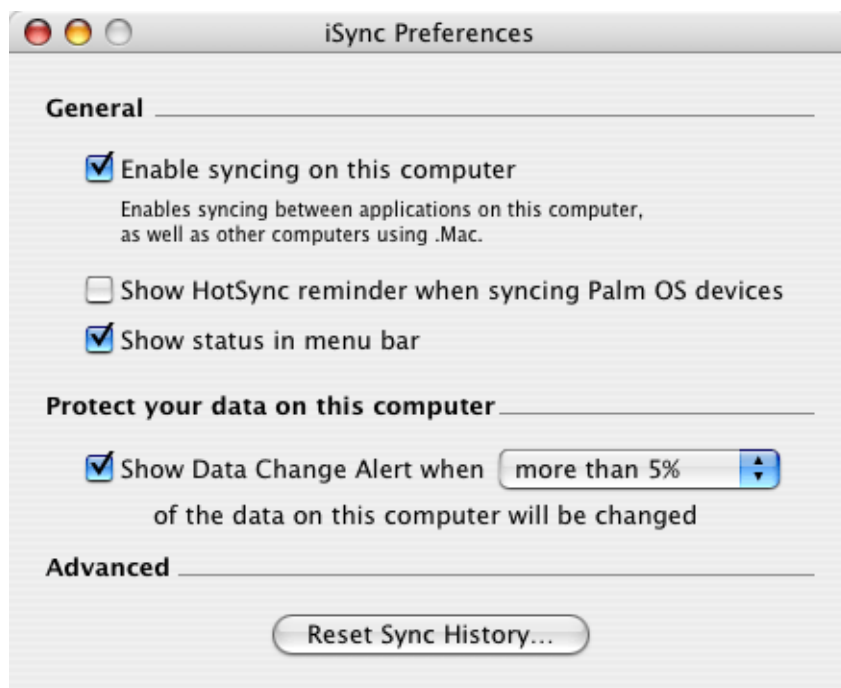 iSync Preferences
General
Enable syncing on this computer
Enables syncing between applications on this computer,
as well as other computers using .Mac.
Show HotSync reminder when syncing Palm OS devices
Show status in menu bar
Protect your data on this computer
Show Data Change Alert when more than 5%
of the data on this computer will be changed
Advanced
Reset Sync History...